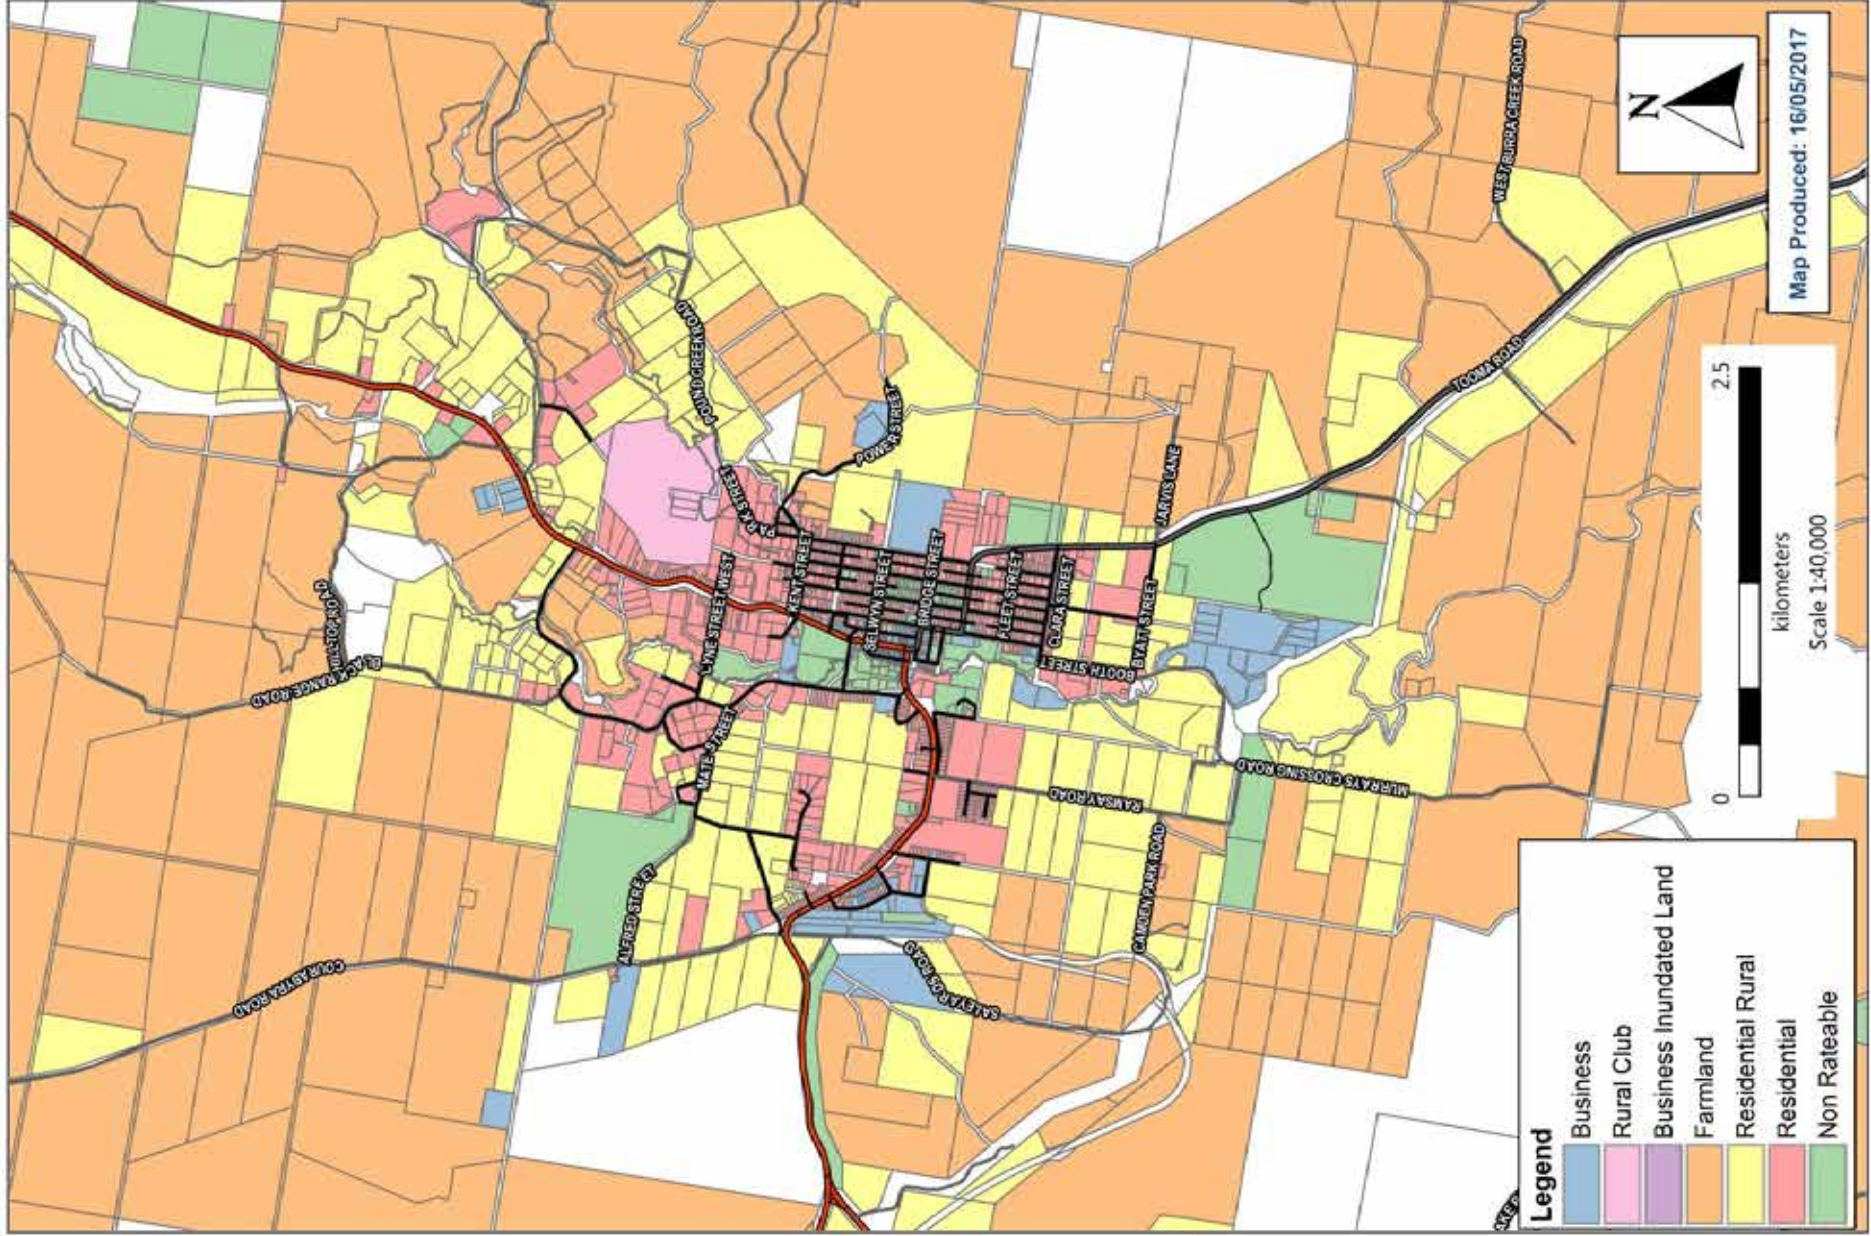 WEST BURRA CREEK ROAD
N
Map Produced: 16/05/2017
POUND CREEK ROAD
TOOMA ROAD
POWER STREET
JARVIS LANE
PARK STREET
HILLTOP ROAD
BLACK RANGE ROAD
LYNE STREET WEST
KENT STREET
SELWYN STREET
BRIDGE STREET
FLEET STREET
CLARA STREET
BYATT STREET
BOOTH STREET
MATE STREET
RAMSAY ROAD
MURRAYS CROSSING ROAD
ALFRED STREET
CAMDEN PARK ROAD
COURABYRA ROAD
SALEYARDS ROAD
0
2.5
kilometers
Scale 1:40,000
Legend
Business
Rural Club
Business Inundated Land
Farmland
Residential Rural
Residential
Non Rateable